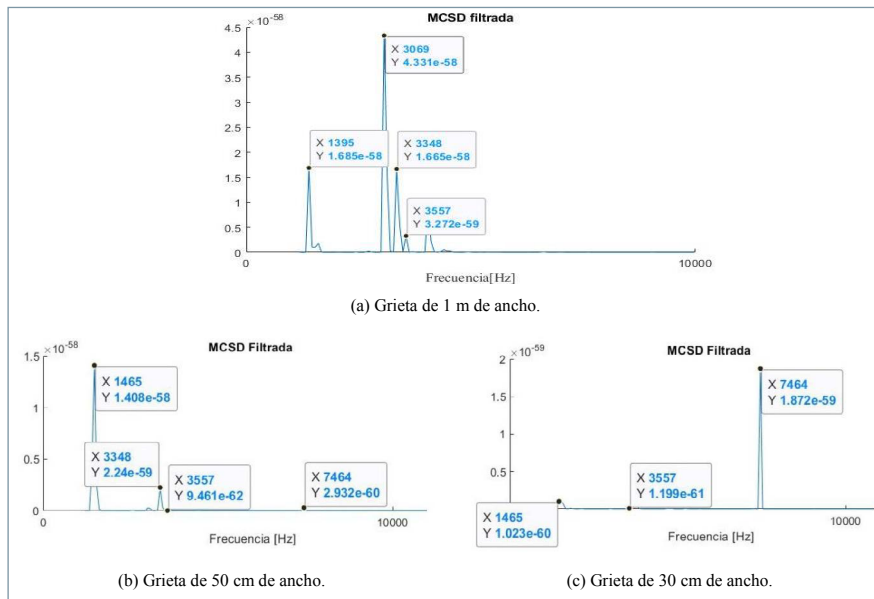 MCSD filtrada
×10⁻⁵⁸
4.5
4
3.5
3
2.5
2
1.5
1
0.5
0
X 3069
Y 4.331e-58
X 1395
Y 1.685e-58
X 3348
Y 1.665e-58
X 3557
Y 3.272e-59
0
10000
Frecuencia[Hz]
(a) Grieta de 1 m de ancho.
MCSD Filtrada
×10⁻⁵⁸
1.5
1
0.5
0
X 1465
Y 1.408e-58
X 3348
Y 2.24e-59
X 3557
Y 9.461e-62
X 7464
Y 2.932e-60
10000
Frecuencia [Hz]
(b) Grieta de 50 cm de ancho.
MCSD Filtrada
×10⁻⁵⁹
2
1.5
1
0.5
X 7464
Y 1.872e-59
X 3557
Y 1.199e-61
X 1465
Y 1.023e-60
10000
Frecuencia [Hz]
(c) Grieta de 30 cm de ancho.